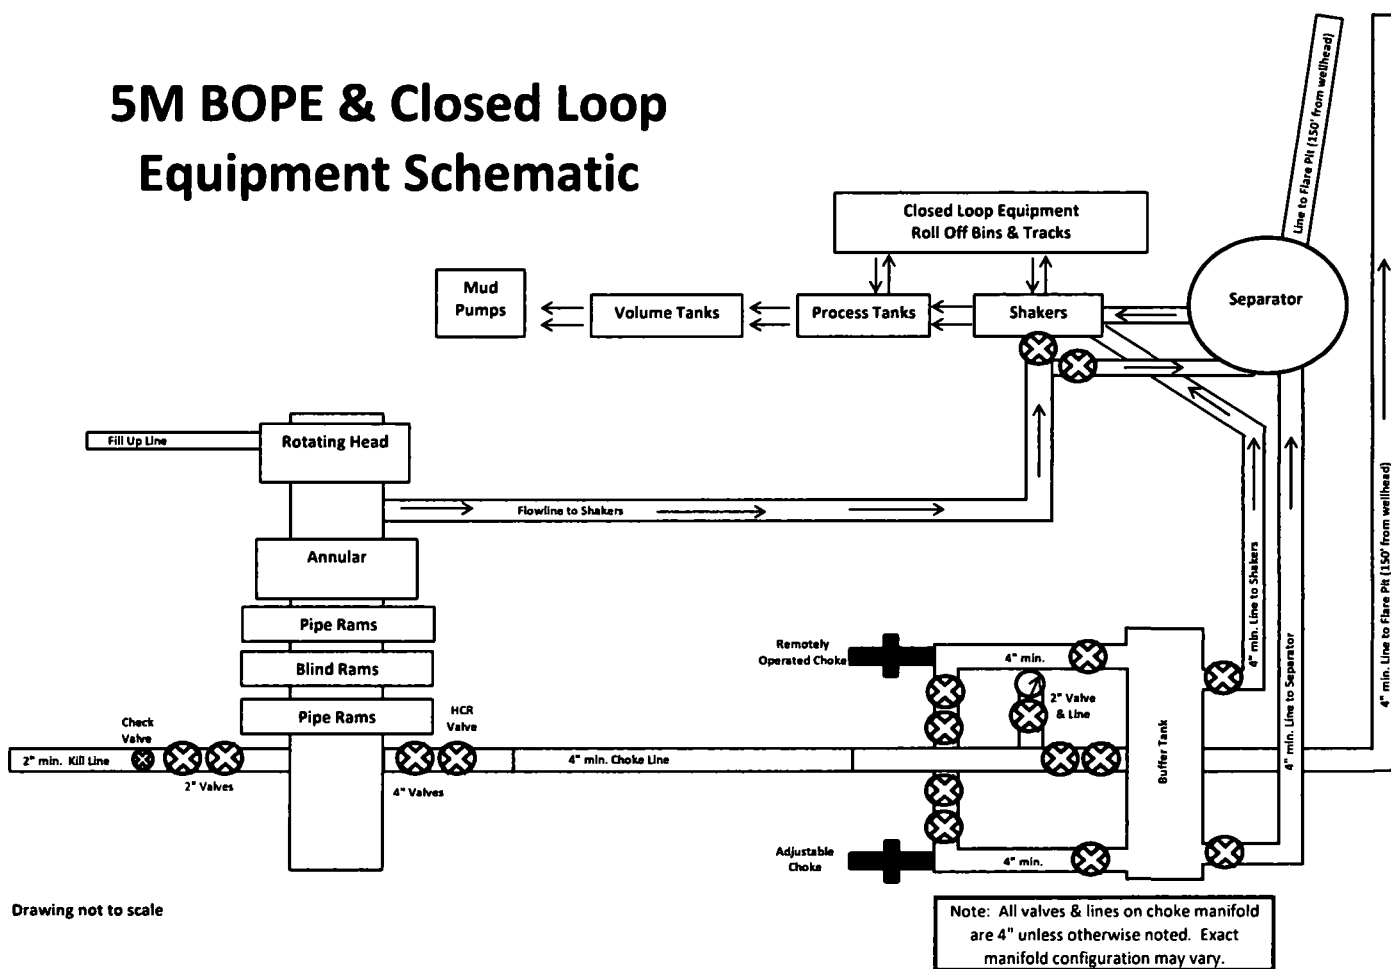 5M BOPE & Closed Loop
Equipment Schematic
Line to Flare Pit (150' from wellhead)
Closed Loop Equipment
Roll Off Bins & Tracks
Mud
Pumps
Volume Tanks
Process Tanks
Shakers
Separator
Fill Up Line
Rotating Head
Flowline to Shakers
Annular
Pipe Rams
Blind Rams
Pipe Rams
Check
Valve
HCR
Valve
2" min. Kill Line
2" Valves
4" Valves
4" min. Choke Line
Remotely
Operated Choke
4" min.
2" Valve
& Line
Buffer Tank
Adjustable
Choke
4" min.
4" min. Line to Shakers
4" min. Line to Separator
4" min. Line to Flare Pit (150' from wellhead)
Drawing not to scale
Note: All valves & lines on choke manifold
are 4" unless otherwise noted. Exact
manifold configuration may vary.